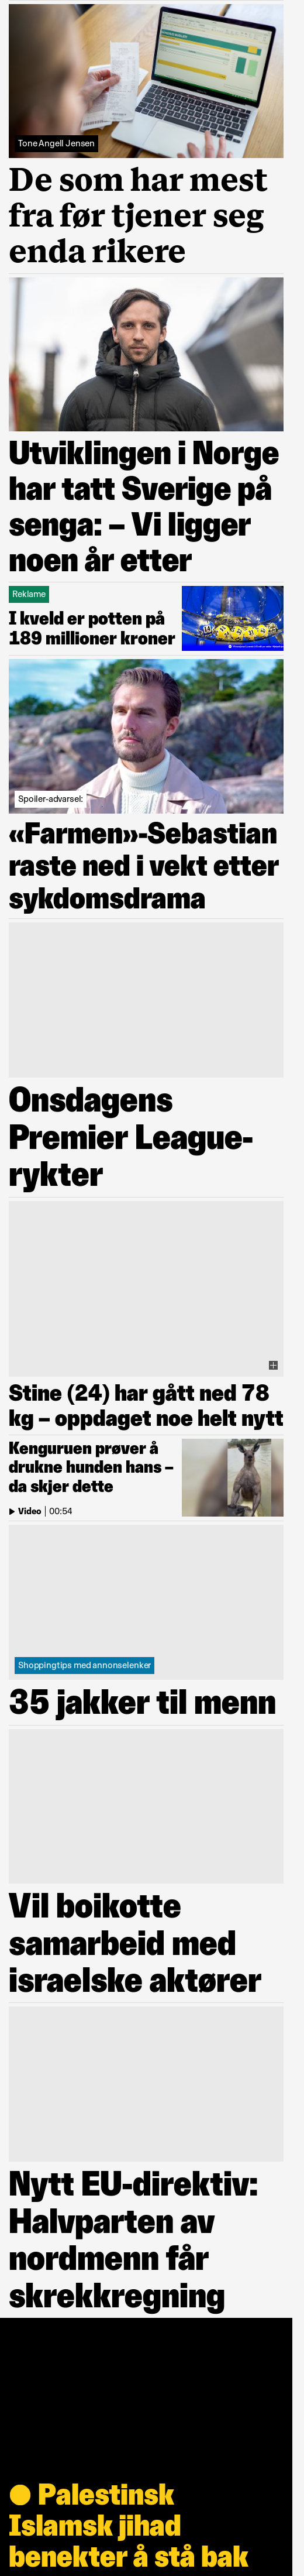 Tone Angell Jensen
De som har mest
fra før tjener seg
enda rikere
Utviklingen i Norge
har tatt Sverige på
senga: – Vi ligger
noen år etter
Reklame
I kveld er potten på
189 millioner kroner
Spoiler-advarsel:
«Farmen»-Sebastian
raste ned i vekt etter
sykdomsdrama
Onsdagens
Premier League-
rykter
Stine (24) har gått ned 78
kg – oppdaget noe helt nytt
Kenguruen prøver å
drukne hunden hans –
da skjer dette
Video | 00:54
Shoppingtips med annonselenker
35 jakker til menn
Vil boikotte
samarbeid med
israelske aktører
Nytt EU-direktiv:
Halvparten av
nordmenn får
skrekkregning
Palestinsk
Islamsk jihad
benekter å stå bak